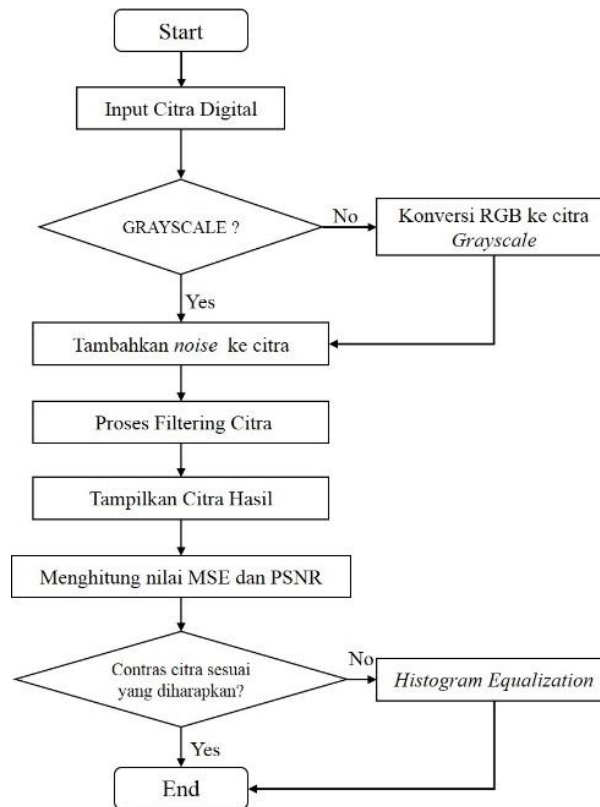 Start
Input Citra Digital
GRAYSCALE ?
No
Konversi RGB ke citra
Grayscale
Yes
Tambahkan noise ke citra
Proses Filtering Citra
Tampilkan Citra Hasil
Menghitung nilai MSE dan PSNR
Contras citra sesuai
yang diharapkan?
No
Histogram Equalization
Yes
End